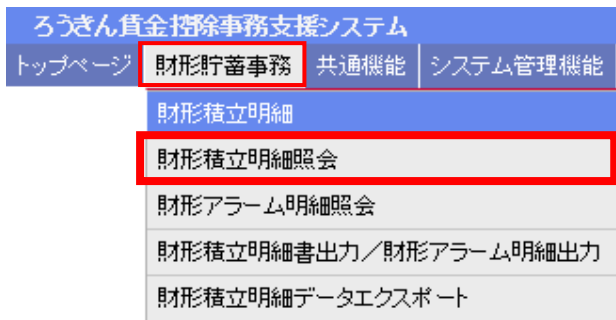 ろうきん賃金控除事務支援システム
トップページ 財形貯蓄事務 共通機能 システム管理機能
財形積立明細
財形積立明細照会
財形アラーム明細照会
財形積立明細書出力／財形アラーム明細出力
財形積立明細データエクスポート